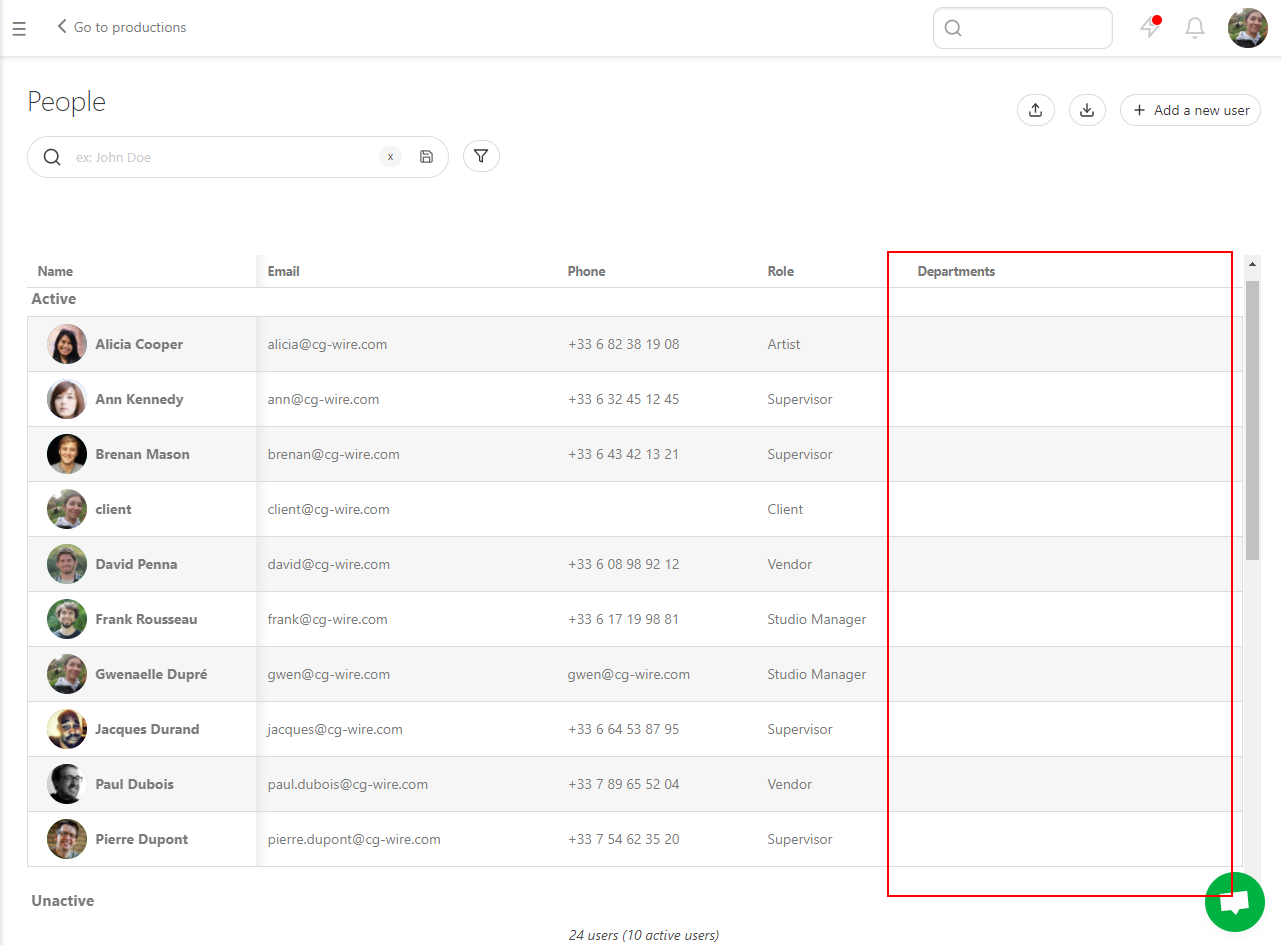 Go to productions
People
Add a new user
ex: John Doe
x
Name Email Phone Role Departments
Active
Alicia Cooper alicia@cg-wire.com +33 6 82 38 19 08 Artist
Ann Kennedy ann@cg-wire.com +33 6 32 45 12 45 Supervisor
Brenan Mason brenan@cg-wire.com +33 6 43 42 13 21 Supervisor
client client@cg-wire.com Client
David Penna david@cg-wire.com +33 6 08 98 92 12 Vendor
Frank Rousseau frank@cg-wire.com +33 6 17 19 98 81 Studio Manager
Gwenaelle Dupré gwen@cg-wire.com gwen@cg-wire.com Studio Manager
Jacques Durand jacques@cg-wire.com +33 6 64 53 87 95 Supervisor
Paul Dubois paul.dubois@cg-wire.com +33 7 89 65 52 04 Vendor
Pierre Dupont pierre.dupont@cg-wire.com +33 7 54 62 35 20 Supervisor
Unactive
24 users (10 active users)